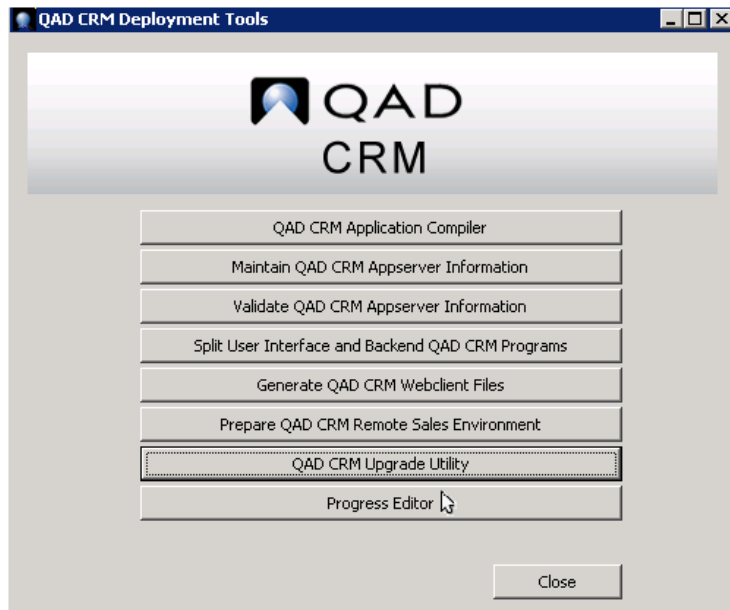 QAD CRM Deployment Tools
QAD
CRM
QAD CRM Application Compiler
Maintain QAD CRM Appserver Information
Validate QAD CRM Appserver Information
Split User Interface and Backend QAD CRM Programs
Generate QAD CRM Webclient Files
Prepare QAD CRM Remote Sales Environment
QAD CRM Upgrade Utility
Progress Editor
Close